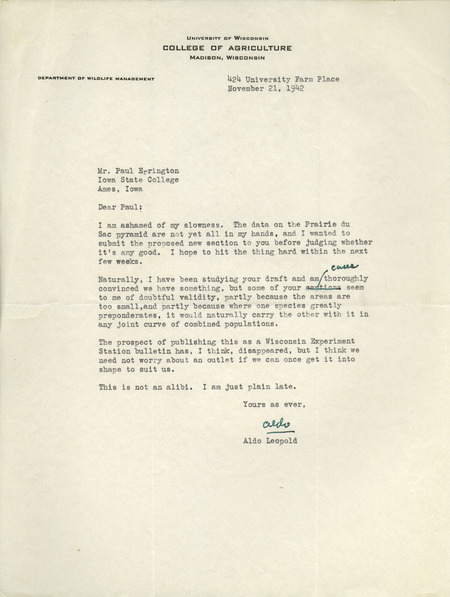 UNIVERSITY OF WISCONSIN
COLLEGE OF AGRICULTURE
MADISON, WISCONSIN
DEPARTMENT OF WILDLIFE MANAGEMENT
424 University Farm Place
November 21, 1942
Mr. Paul Errington
Iowa State College
Ames, Iowa
Dear Paul:
I am ashamed of my slowness. The data on the Prairie du
Sac pyramid are not yet all in my hands, and I wanted to
submit the proposed new section to you before judging whether
it's any good. I hope to hit the thing hard within the next
few weeks.
cases
Naturally, I have been studying your draft and am/thoroughly
convinced we have something, but some of your seem
to me of doubtful validity, partly because the areas are
too small,and partly because where one species greatly
preponderates, it would naturally carry the other with it in
any joint curve of combined populations.
The prospect of publishing this as a Wisconsin Experiment
Station bulletin has, I think, disappeared, but I think we
need not worry about an outlet if we can once get it into
shape to suit us.
This is not an alibi. I am just plain late.
Yours as ever,
aldo
Aldo Leopold